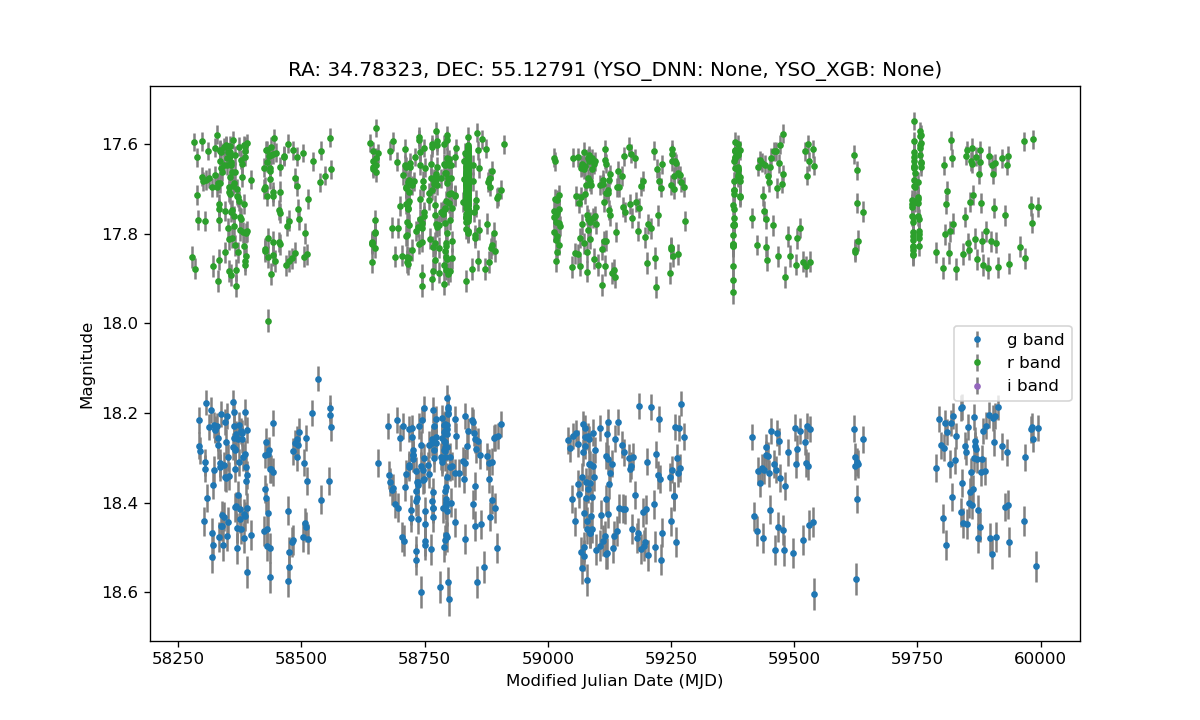 RA: 34.78323, DEC: 55.12791 (YSO_DNN: None, YSO_XGB: None)
17.6
17.8
18.0
18.2
18.4
18.6
Magnitude
g band
r band
i band
58250 58500 58750 59000 59250 59500 59750 60000
Modified Julian Date (MJD)